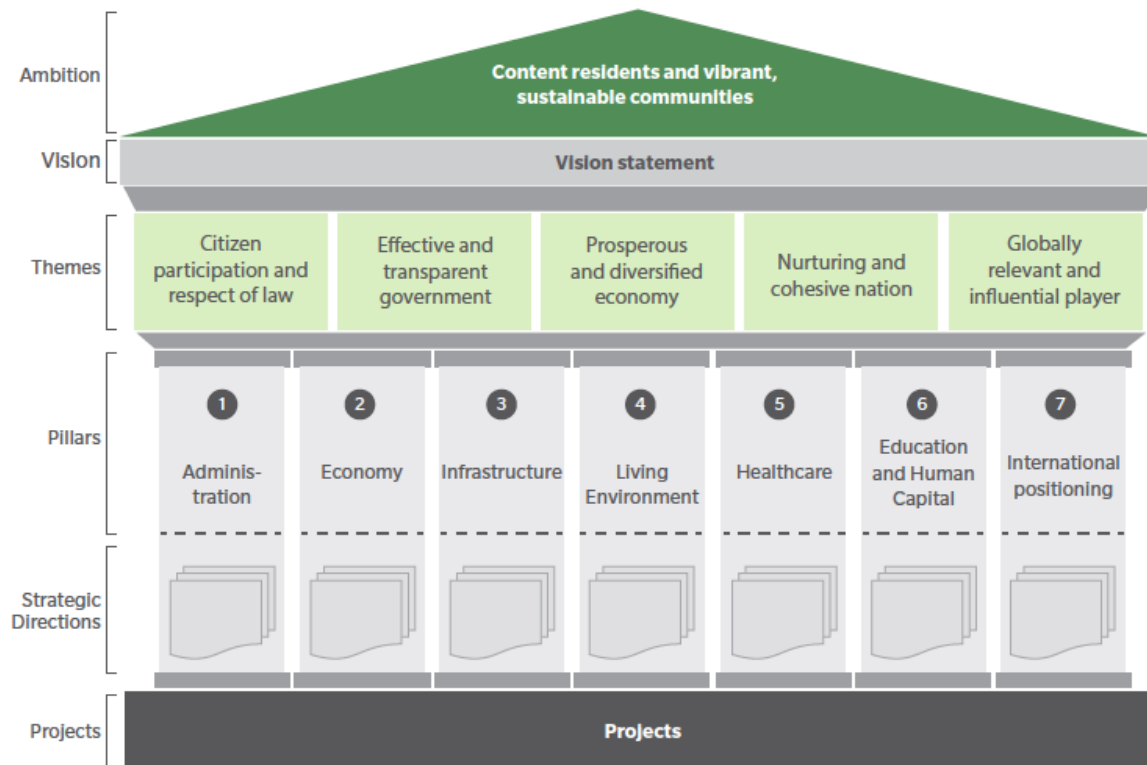 Ambition
Content residents and vibrant,
sustainable communities
Vision
Vision statement
Themes
Citizen
participation and
respect of law
Effective and
transparent
government
Prosperous
and diversified
economy
Nurturing and
cohesive nation
Globally
relevant and
influential player
Pillars
1
Adminis-
tration
2
Economy
3
Infrastructure
4
Living
Environment
5
Healthcare
6
Education
and Human
Capital
7
International
positioning
Strategic
Directions
Projects
Projects